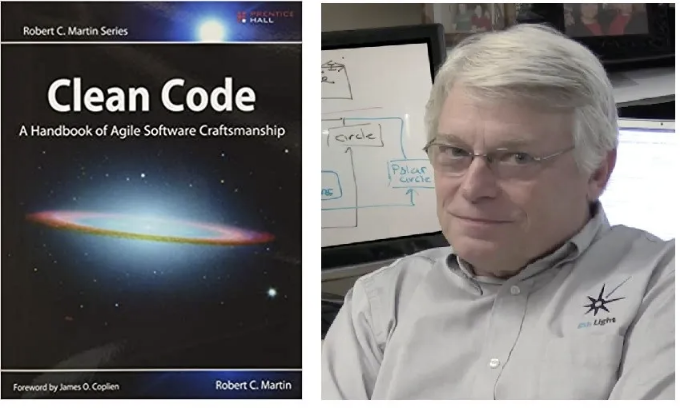 PRENTICE
HALL
Robert C. Martin Series
Clean Code
A Handbook of Agile Software Craftsmanship
Foreword by James O. Coplien
Robert C. Martin
circle
Polar
circle
Light